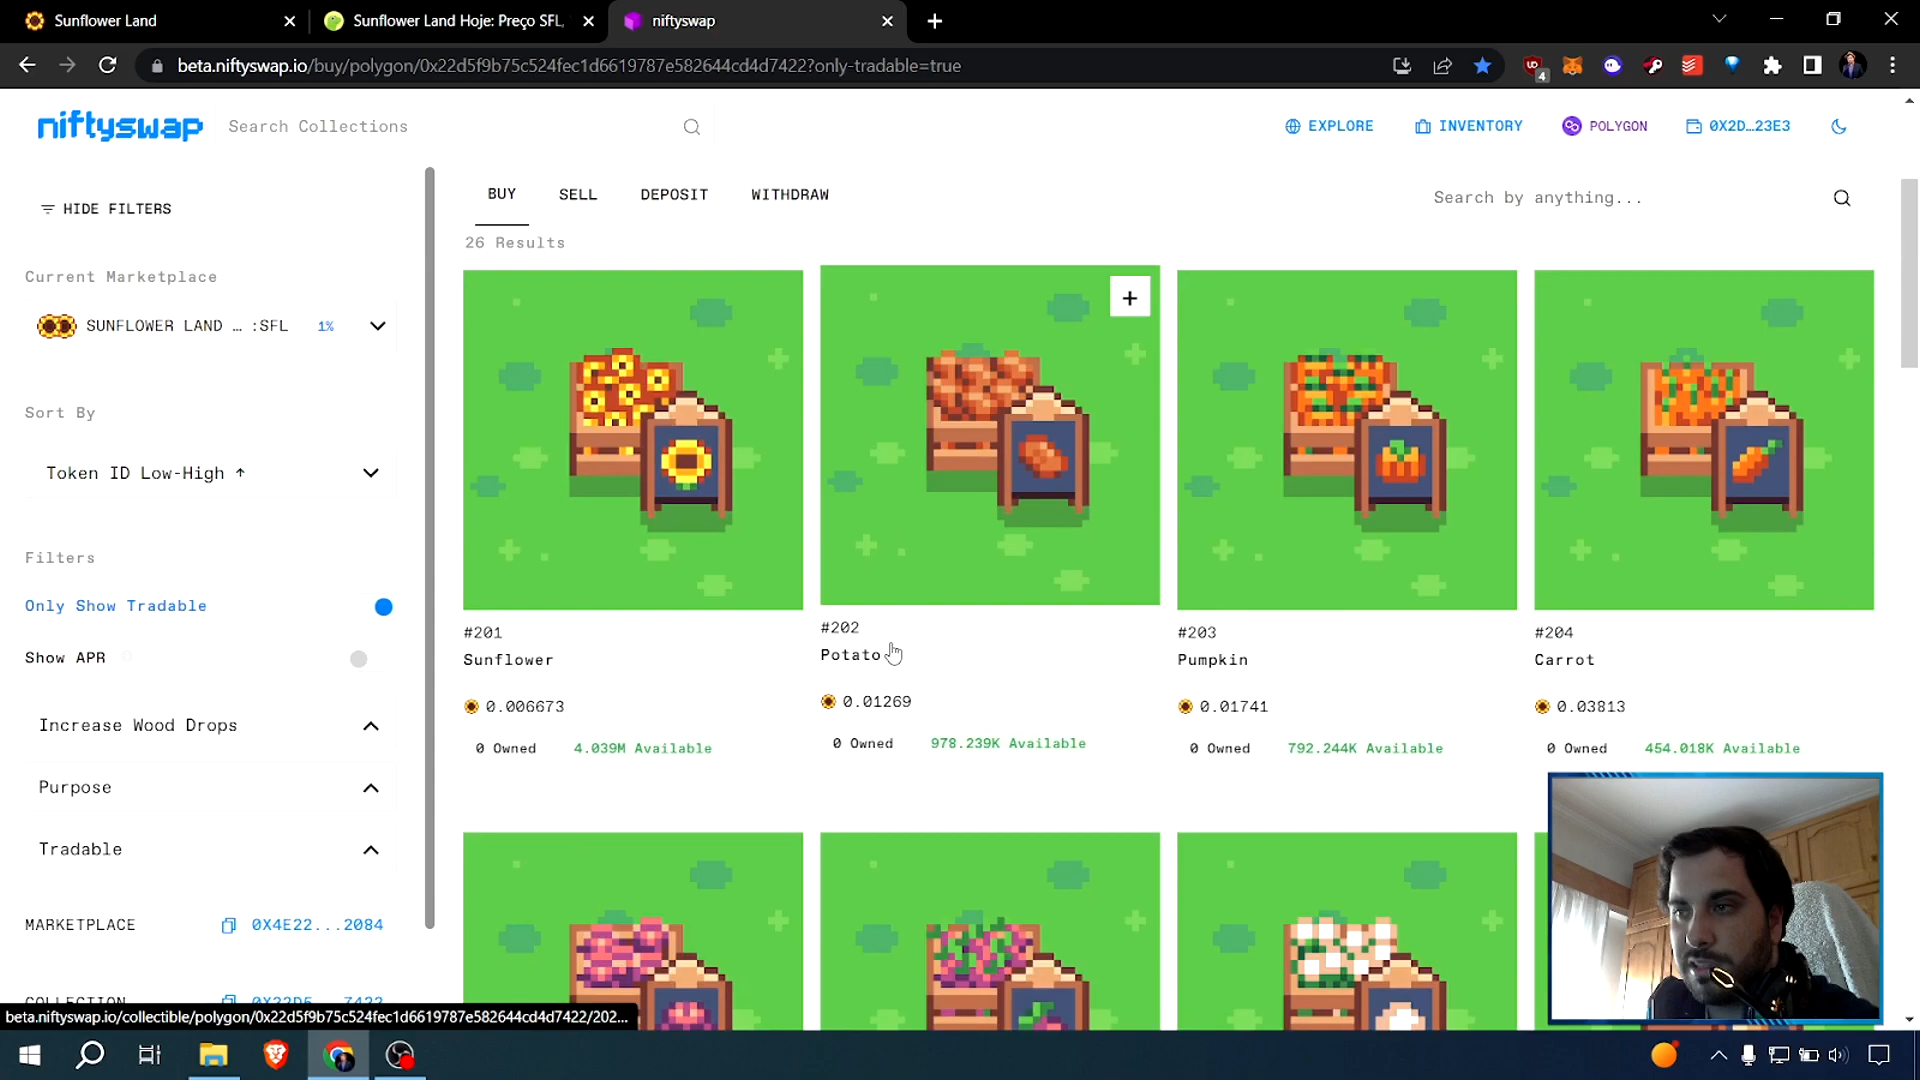 Sunflower Land
Sunflower Land Hoje: Preço SFL,
niftyswap
beta.niftyswap.io/buy/polygon/0x22d5f9b75c524fec1d6619787e582644cd4d7422?only-tradable=true
4
niftyswap
Search Collections
EXPLORE
INVENTORY
POLYGON
0X2D…23E3
HIDE FILTERS
BUY
SELL
DEPOSIT
WITHDRAW
Search by anything...
26 Results
Current Marketplace
SUNFLOWER LAND … :SFL 1%
Sort By
Token ID Low-High ↑
Filters
Only Show Tradable
Show APR
Increase Wood Drops
Purpose
Tradable
MARKETPLACE 0X4E22...2084
COLLECTION 0X22D5...7422
#201
Sunflower
0.006673
0 Owned 4.039M Available
#202
Potato
0.01269
0 Owned 978.239K Available
#203
Pumpkin
0.01741
0 Owned 792.244K Available
#204
Carrot
0.03813
0 Owned 454.018K Available
beta.niftyswap.io/collectible/polygon/0x22d5f9b75c524fec1d6619787e582644cd4d7422/202...